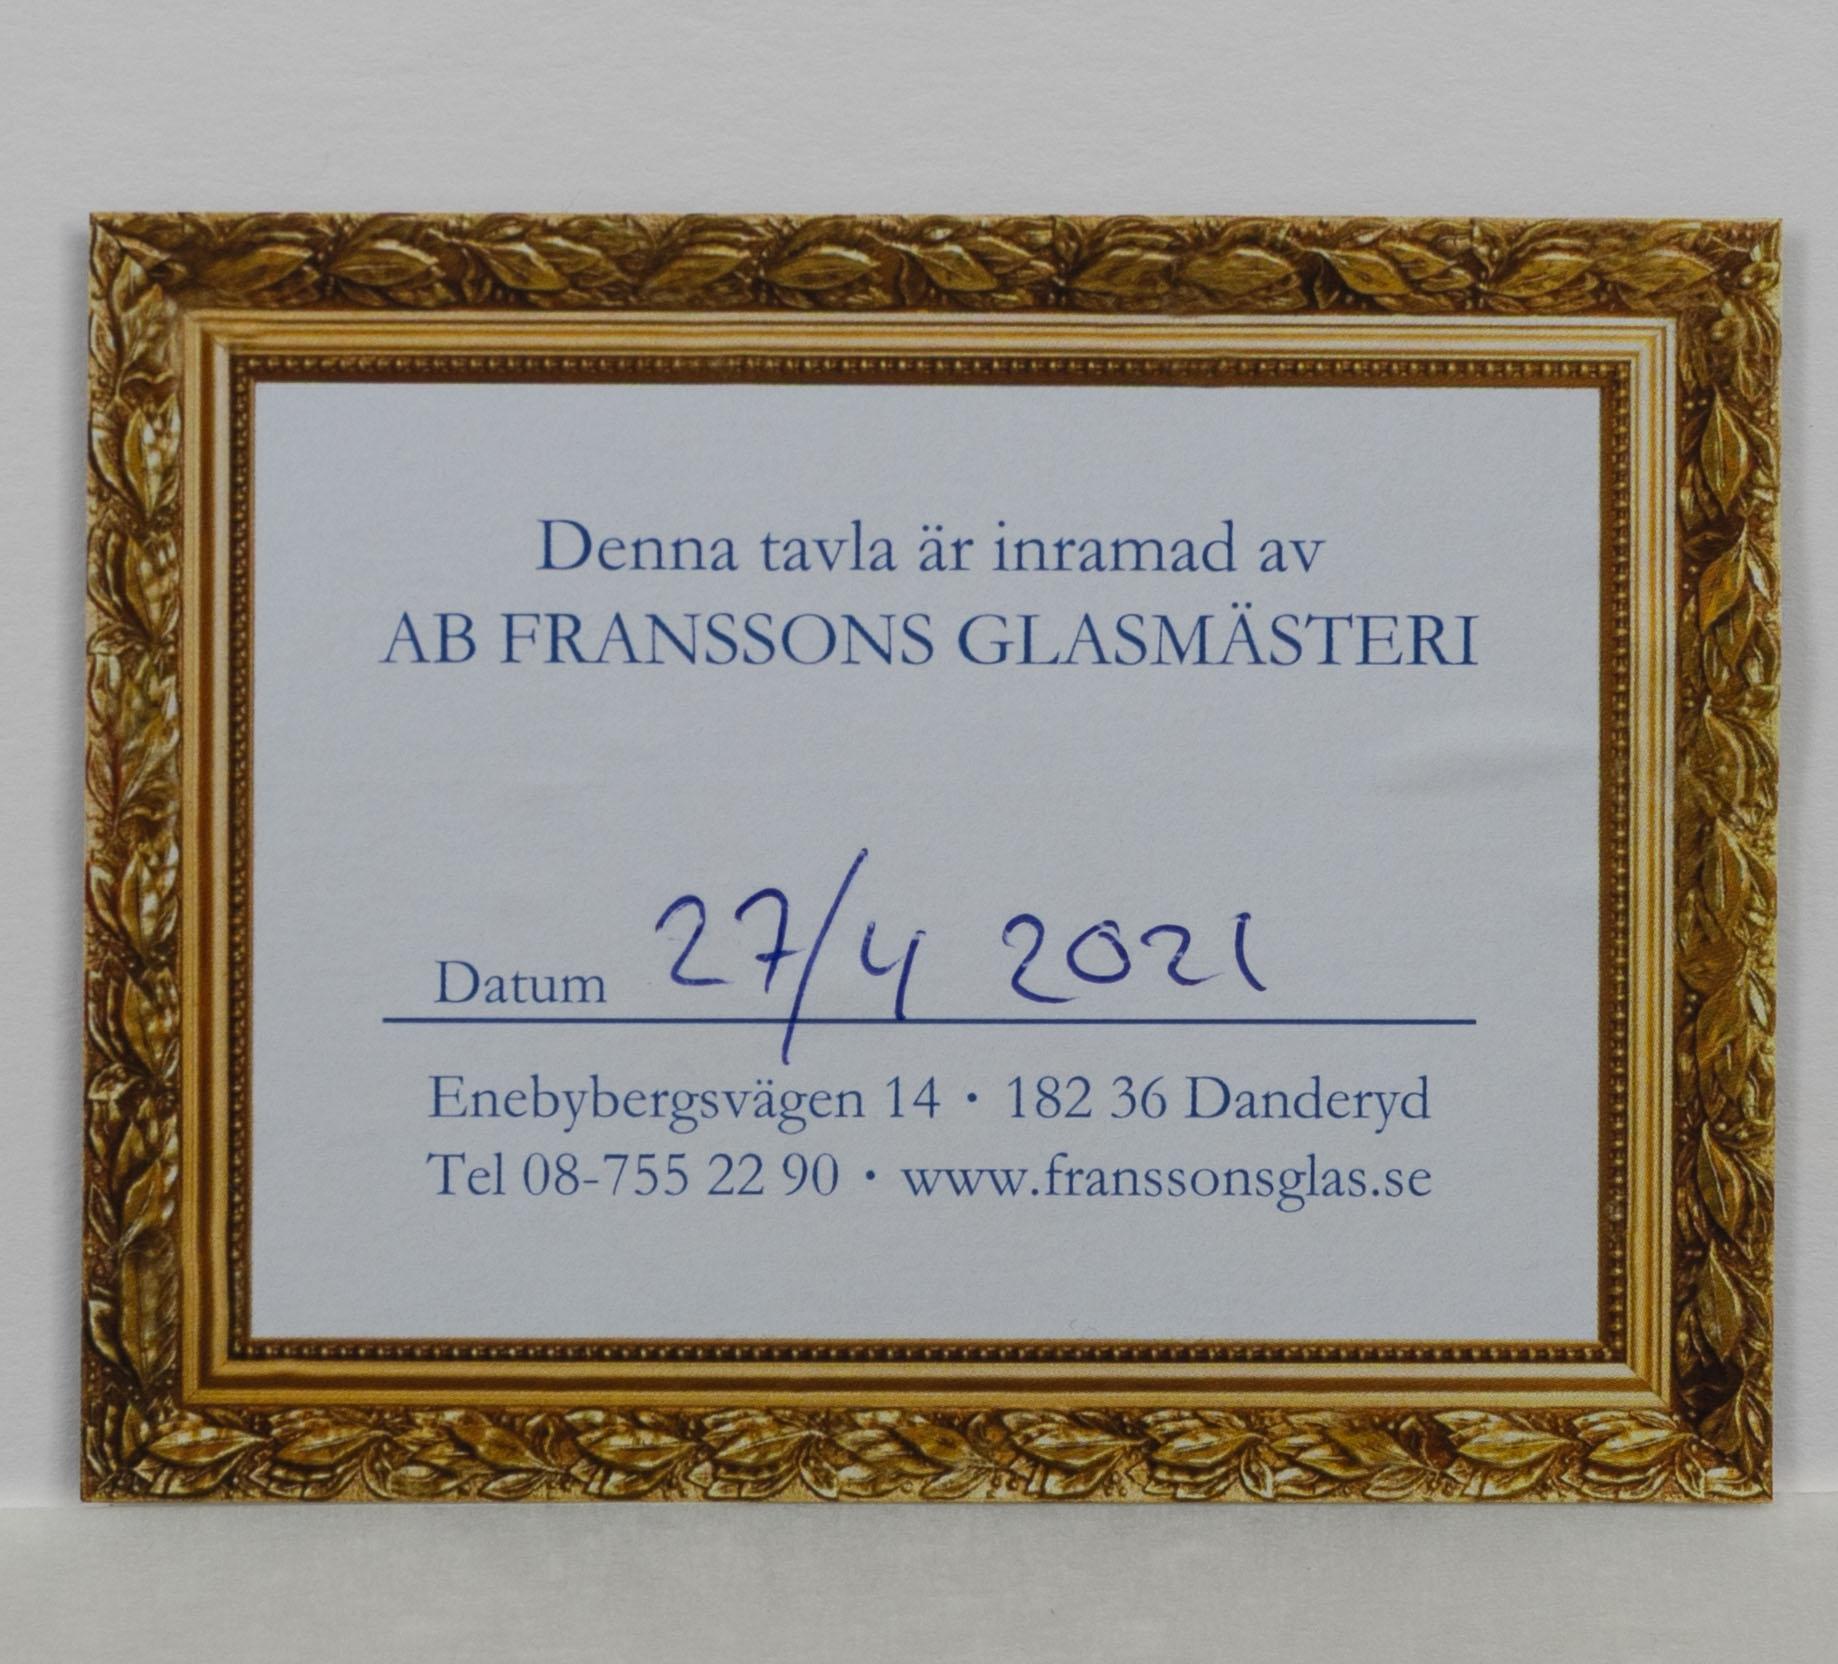 Denna tavla är inramad av
AB FRANSSONS GLASMÄSTERI
Datum 27/4 2021
Enebybergsvägen 14 • 182 36 Danderyd
Tel 08-755 22 90 • www.franssonsglas.se